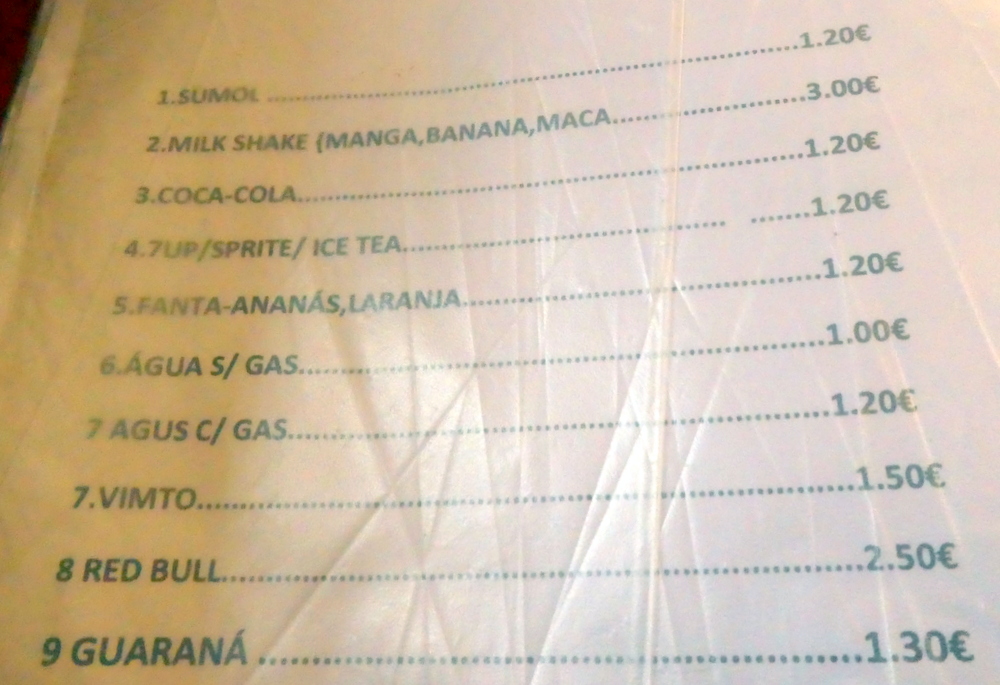 1.SUMOL ........................................................1.20€
2.MILK SHAKE (MANGA,BANANA,MACA.....................3.00€
3.COCA-COLA.....................................................1.20€
4.7UP/SPRITE/ ICE TEA.................................... .......1.20€
5.FANTA-ANANÁS,LARANJA.....................................1.20€
6.ÁGUA S/ GAS.....................................................1.00€
7 AGUS C/ GAS.....................................................1.20€
7.VIMTO..............................................................1.50€
8 RED BULL..........................................................2.50€
9 GUARANÁ .......................................................1.30€